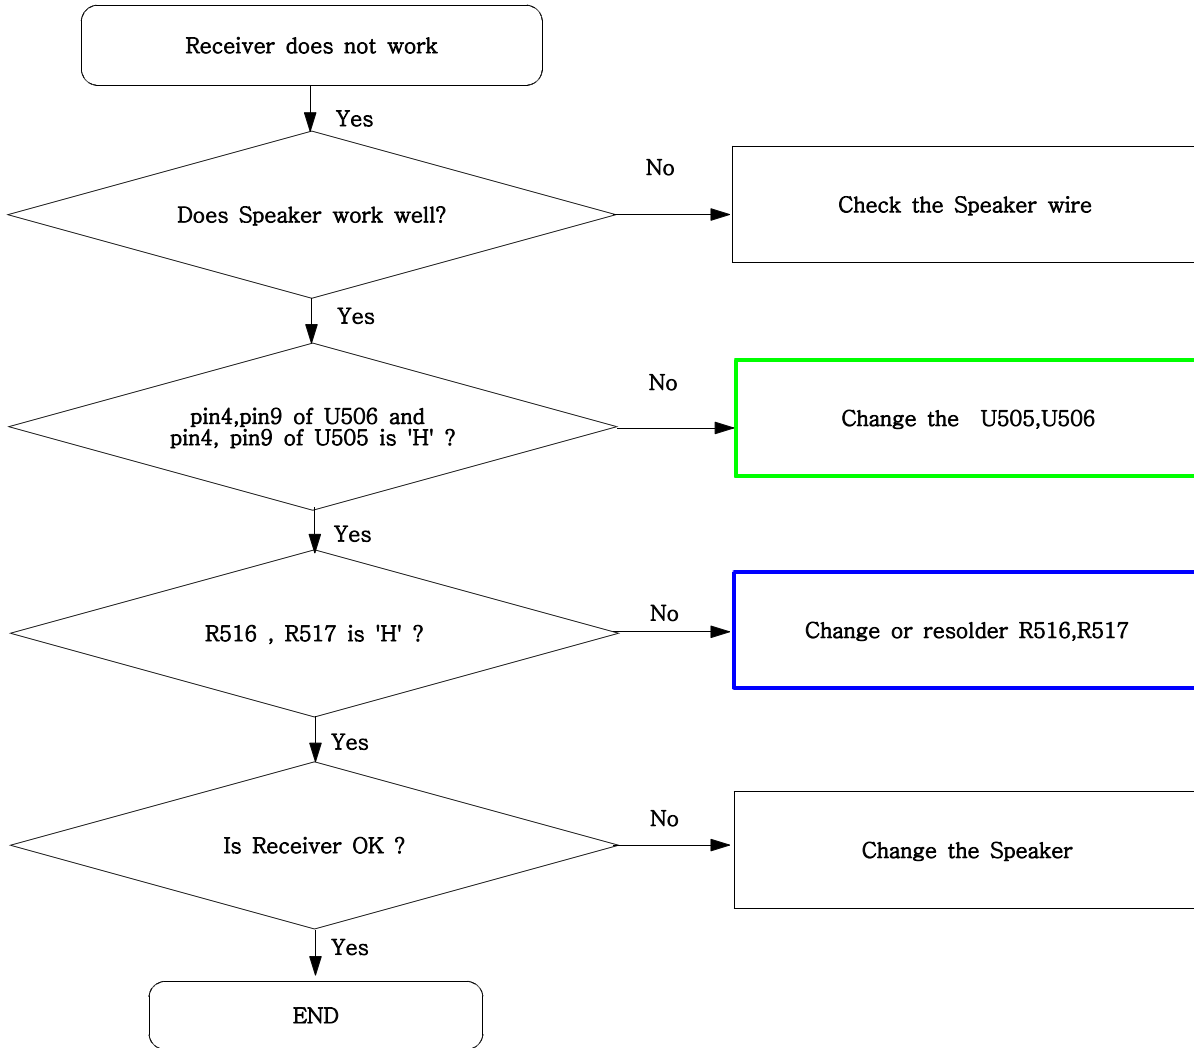 Receiver does not work
Yes
No
Does Speaker work well?
Check the Speaker wire
Yes
No
pin4,pin9 of U506 and
pin4, pin9 of U505 is 'H' ?
Change the U505,U506
Yes
No
R516 , R517 is 'H' ?
Change or resolder R516,R517
Yes
No
Is Receiver OK ?
Change the Speaker
Yes
END